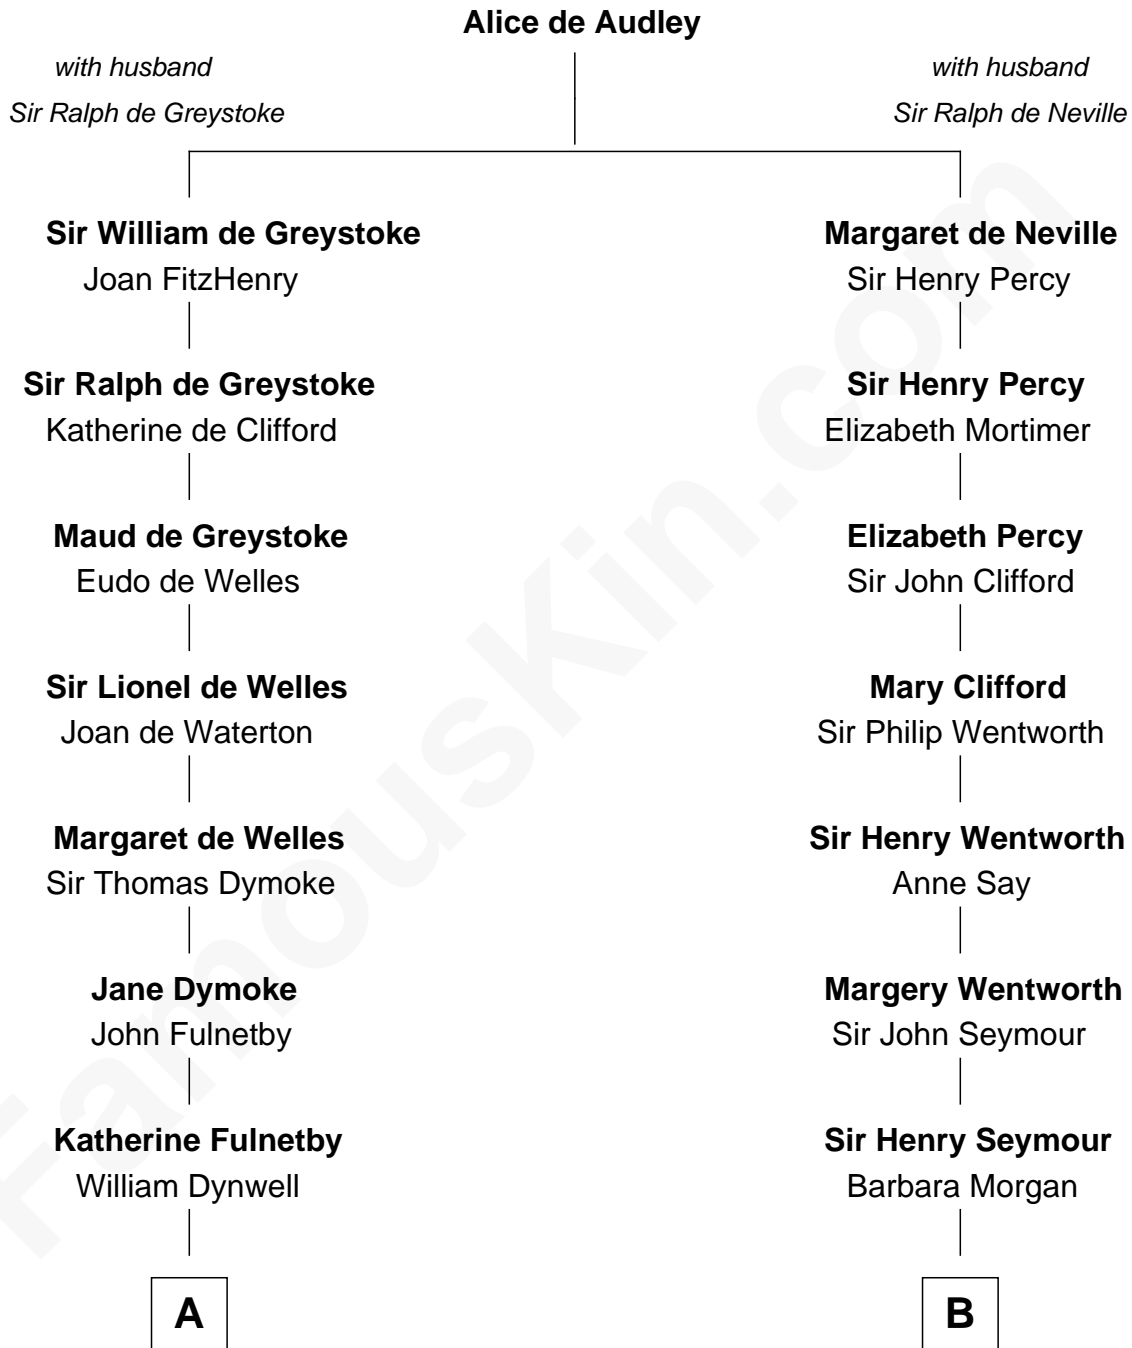 Alice de Audley
with husband
Sir Ralph de Greystoke
with husband
Sir Ralph de Neville
Sir William de Greystoke
Joan FitzHenry
Margaret de Neville
Sir Henry Percy
Sir Ralph de Greystoke
Katherine de Clifford
Sir Henry Percy
Elizabeth Mortimer
Maud de Greystoke
Eudo de Welles
Elizabeth Percy
Sir John Clifford
Sir Lionel de Welles
Joan de Waterton
Mary Clifford
Sir Philip Wentworth
Margaret de Welles
Sir Thomas Dymoke
Sir Henry Wentworth
Anne Say
Jane Dymoke
John Fulnetby
Margery Wentworth
Sir John Seymour
Katherine Fulnetby
William Dynwell
Sir Henry Seymour
Barbara Morgan
A
B
FamousKin.com